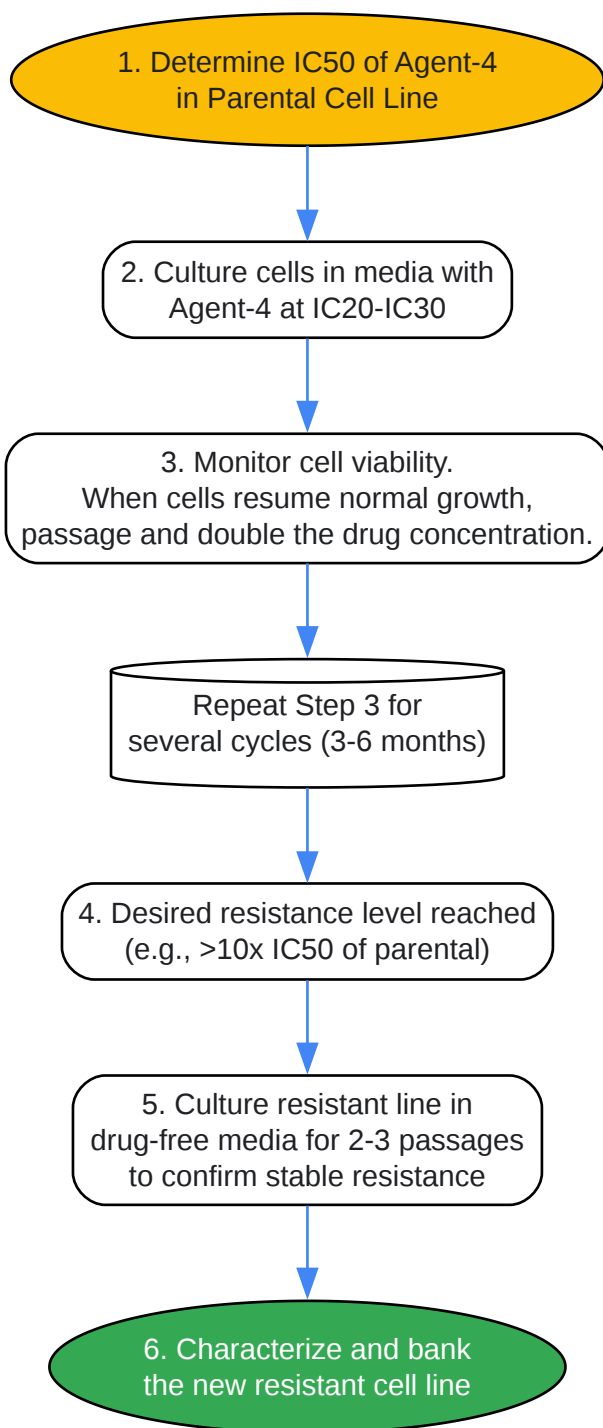 1. Determine IC50 of Agent-4
in Parental Cell Line
2. Culture cells in media with
Agent-4 at IC20-IC30
3. Monitor cell viability.
When cells resume normal growth,
passage and double the drug concentration.
Repeat Step 3 for
several cycles (3-6 months)
4. Desired resistance level reached
(e.g., >10x IC50 of parental)
5. Culture resistant line in
drug-free media for 2-3 passages
to confirm stable resistance
6. Characterize and bank
the new resistant cell line